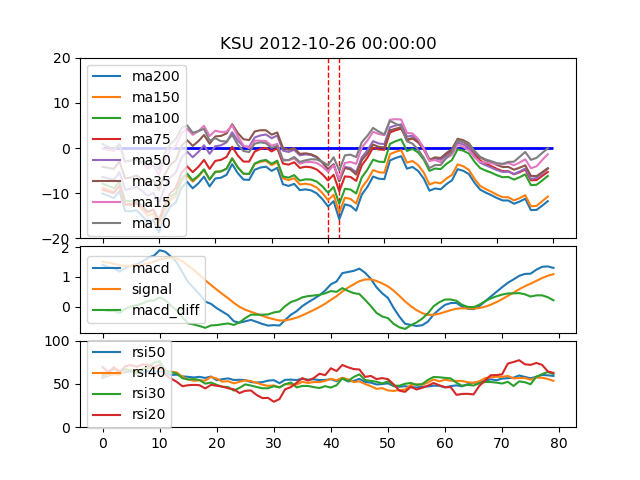 KSU 2012-10-26 00:00:00
20
10
0
−10
−20
ma200
ma150
ma100
ma75
ma50
ma35
ma15
ma10
2
1
0
macd
signal
macd_diff
100
50
0
rsi50
rsi40
rsi30
rsi20
0 10 20 30 40 50 60 70 80